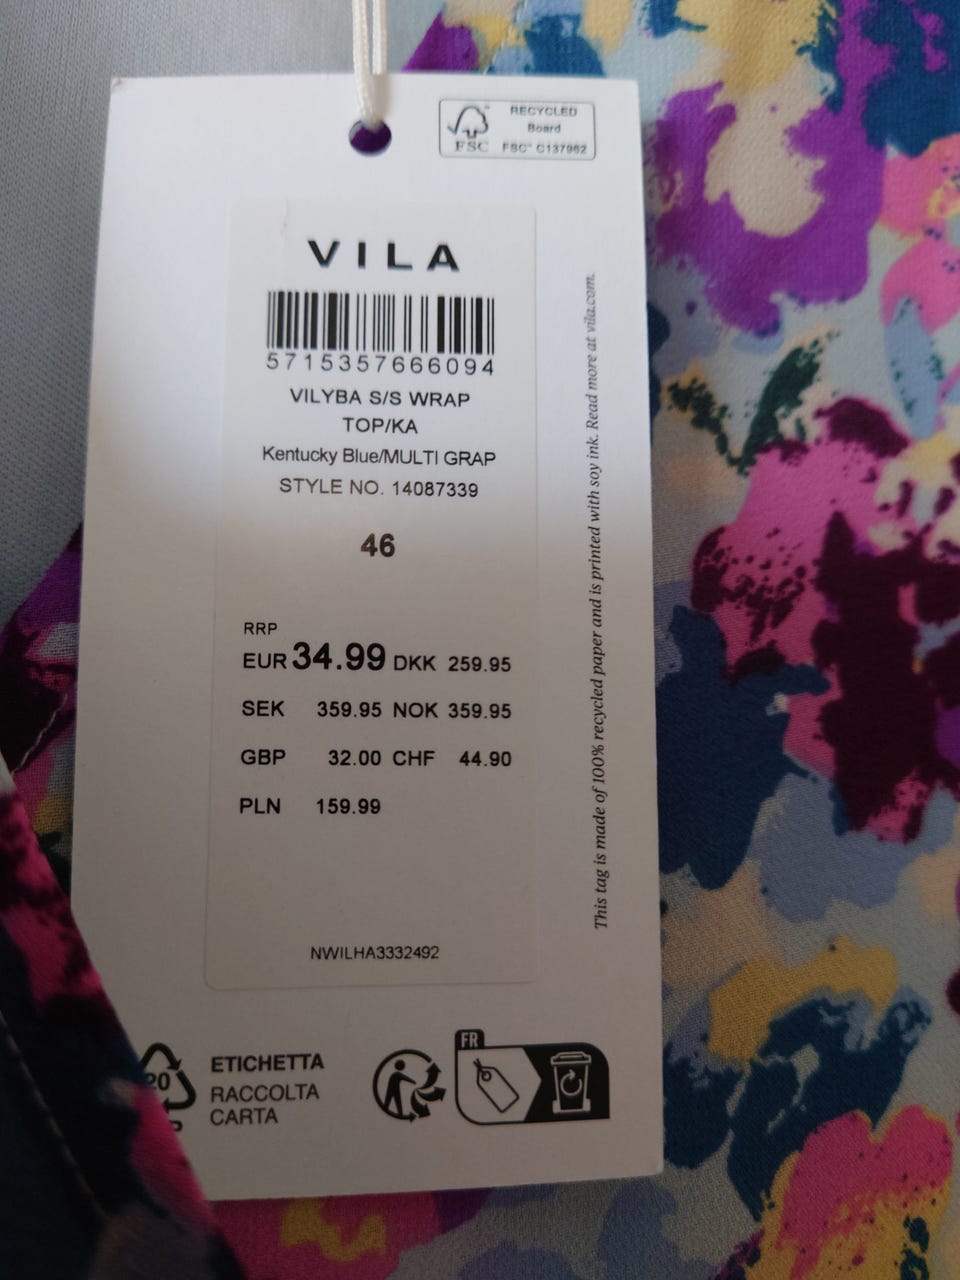 RECYCLED
Board
FSC™ C137962
FSC
VILA
5715357666094
VILYBA S/S WRAP
TOP/KA
Kentucky Blue/MULTI GRAP
STYLE NO. 14087339
46
RRP
EUR 34.99 DKK 259.95
SEK 359.95 NOK 359.95
GBP 32.00 CHF 44.90
PLN 159.99
NWILHA3332492
This tag is made of 100% recycled paper and is printed with soy ink. Read more at vila.com.
20
ETICHETTA
RACCOLTA
CARTA
FR